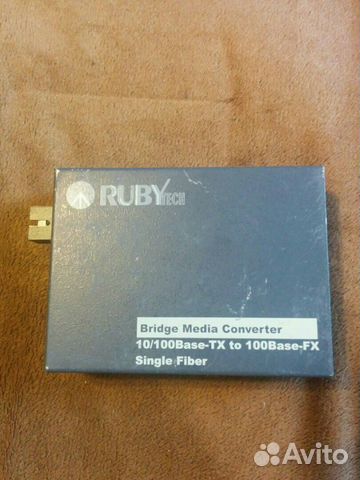 RUBYTECH
Bridge Media Converter
10/100Base-TX to 100Base-FX
Single Fiber
Avito